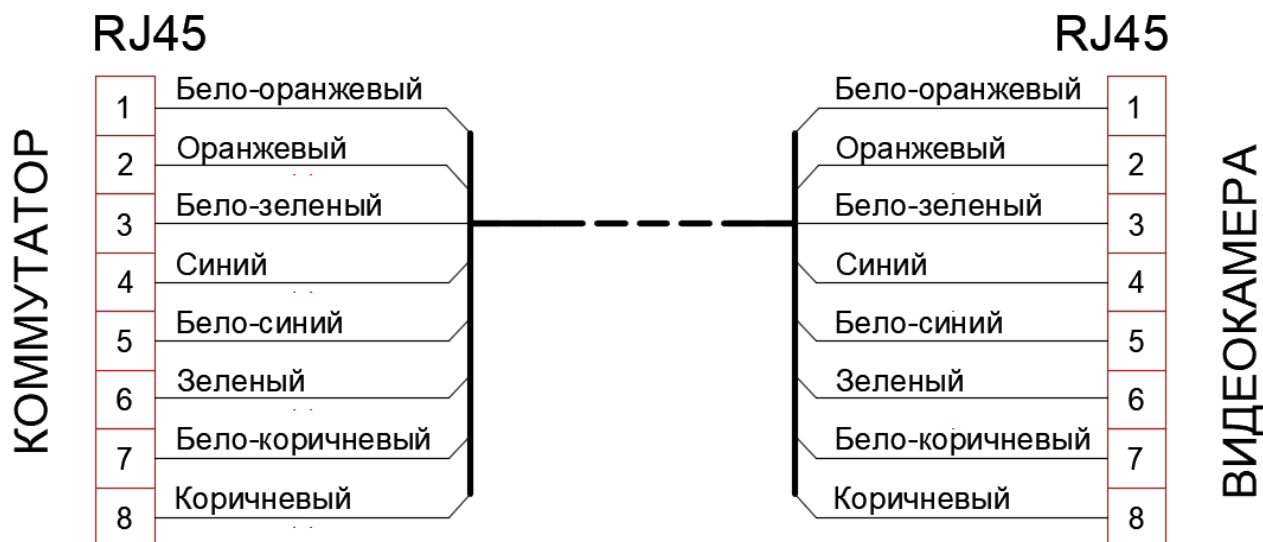 RJ45 RJ45
КОММУТАТОР
1 Бело-оранжевый Бело-оранжевый 1
2 Оранжевый Оранжевый 2
3 Бело-зеленый Бело-зеленый 3
4 Синий Синий 4
5 Бело-синий Бело-синий 5
6 Зеленый Зеленый 6
7 Бело-коричневый Бело-коричневый 7
8 Коричневый Коричневый 8
ВИДЕОКАМЕРА